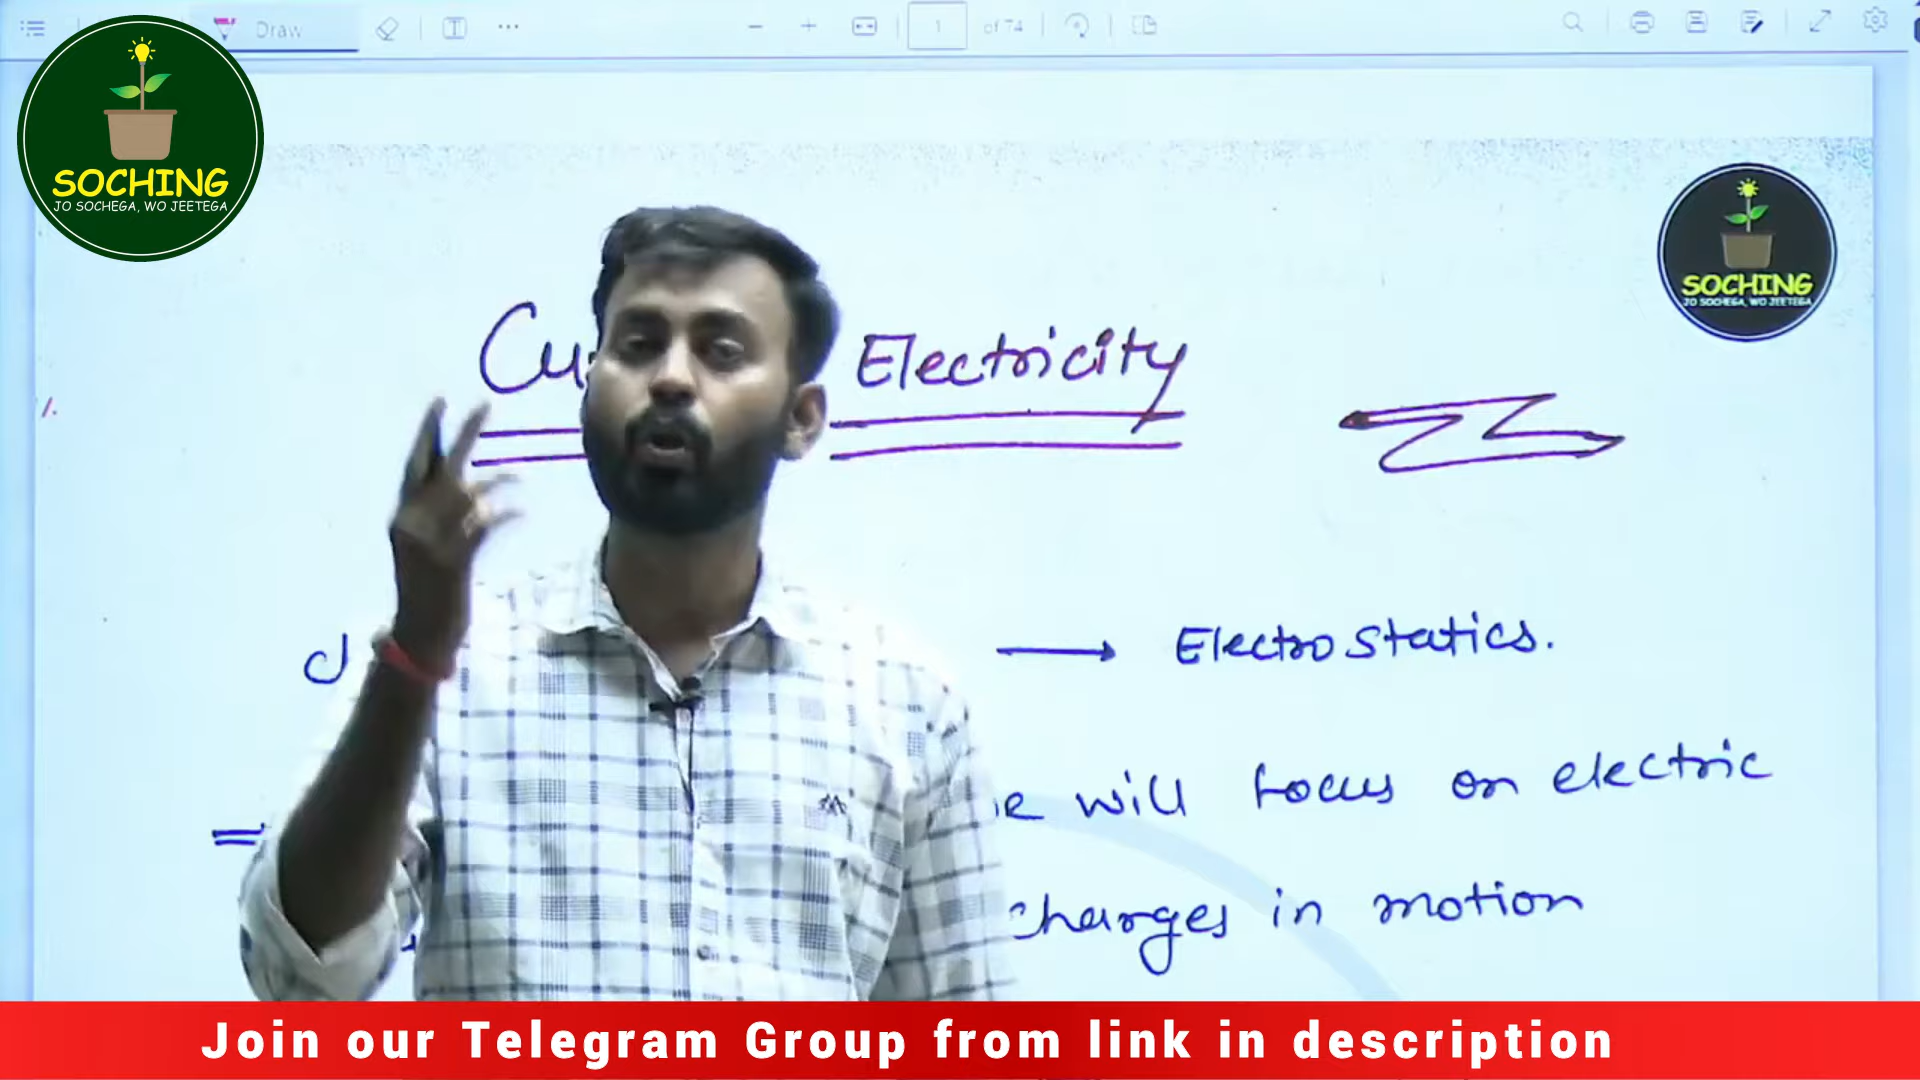 Draw
1 of 74
SOCHING
JO SOCHEGA, WO JEETEGA
SOCHING
JO SOCHEGA, WO JEETEGA
Electricity
→ Electrostatics.
will focus on electric
charges in motion
Join our Telegram Group from link in description